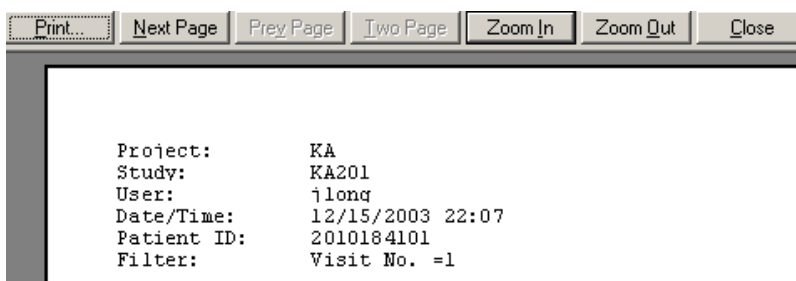 Print... Next Page Prev Page Two Page Zoom In Zoom Out Close
Project: KA
Study: KA201
User: jlong
Date/Time: 12/15/2003 22:07
Patient ID: 2010184101
Filter: Visit No. =1